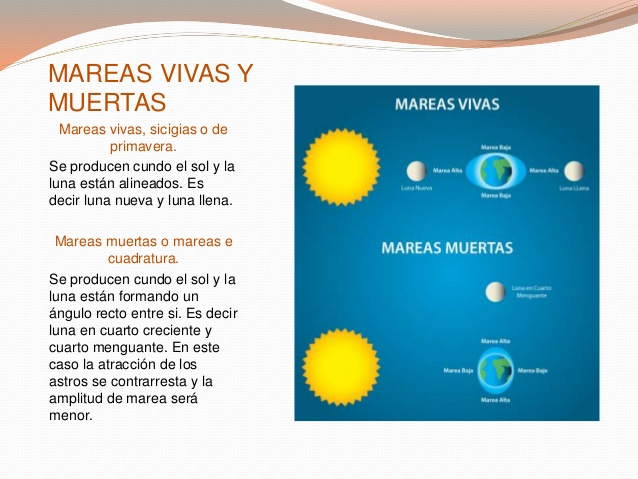 MAREAS VIVAS Y
MUERTAS
Mareas vivas, sicigias o de
primavera.
Se producen cundo el sol y la
luna están alineados. Es
decir luna nueva y luna llena.
Mareas muertas o mareas e
cuadratura.
Se producen cundo el sol y la
luna están formando un
ángulo recto entre si. Es decir
luna en cuarto creciente y
cuarto menguante. En este
caso la atracción de los
astros se contrarresta y la
amplitud de marea será
menor.
MAREAS VIVAS
Marea Baja
Marea Alta
Marea Alta
Luna Nueva
Luna LLena
Marea Baja
MAREAS MUERTAS
Luna en Cuarto
Menguante
Marea Alta
Marea Baja
Marea Baja
Marea Alta